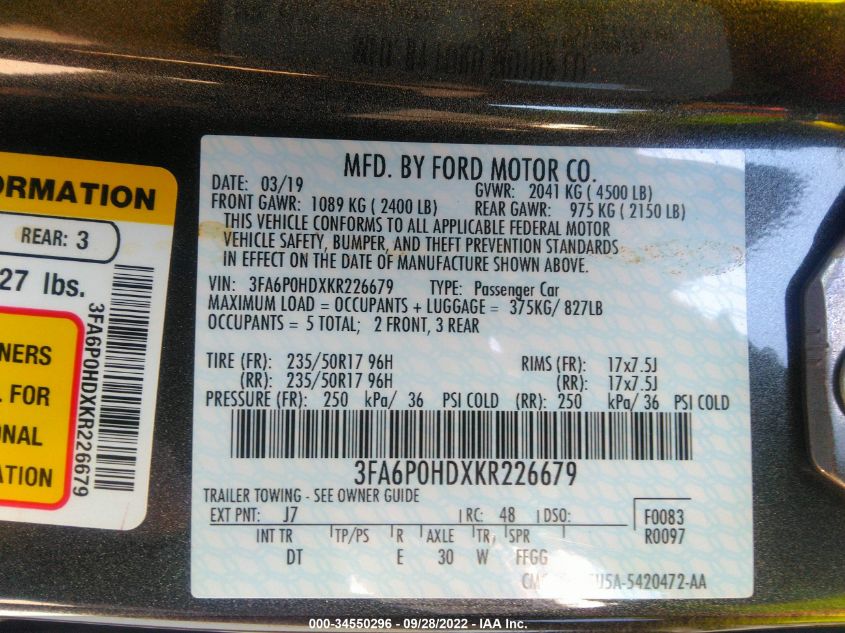 MFD. BY FORD MOTOR CO.
DATE: 03/19 GVWR: 2041 KG ( 4500 LB)
FRONT GAWR: 1089 KG ( 2400 LB) REAR GAWR: 975 KG ( 2150 LB)
THIS VEHICLE CONFORMS TO ALL APPLICABLE FEDERAL MOTOR
VEHICLE SAFETY, BUMPER, AND THEFT PREVENTION STANDARDS
IN EFFECT ON THE DATE OF MANUFACTURE SHOWN ABOVE.
VIN: 3FA6P0HDXKR226679 TYPE: Passenger Car
MAXIMUM LOAD = OCCUPANTS + LUGGAGE = 375KG/ 827LB
OCCUPANTS = 5 TOTAL; 2 FRONT, 3 REAR
TIRE (FR): 235/50R17 96H RIMS (FR): 17x7.5J
(RR): 235/50R17 96H (RR): 17x7.5J
PRESSURE (FR): 250 kPa/ 36 PSI COLD (RR): 250 kPa/ 36 PSI COLD
3FA6P0HDXKR226679
TRAILER TOWING - SEE OWNER GUIDE
EXT PNT: J7 RC: 48 DSO: F0083
R0097
INT TR TP/PS R AXLE TR SPR
DT E 30 W FFGG
5420472-AA
ORMATION
REAR: 3
27 lbs.
3FA6P0HDXKR226679
NERS
FOR
ONAL
ATION
000-34550296 - 09/28/2022 - IAA Inc.